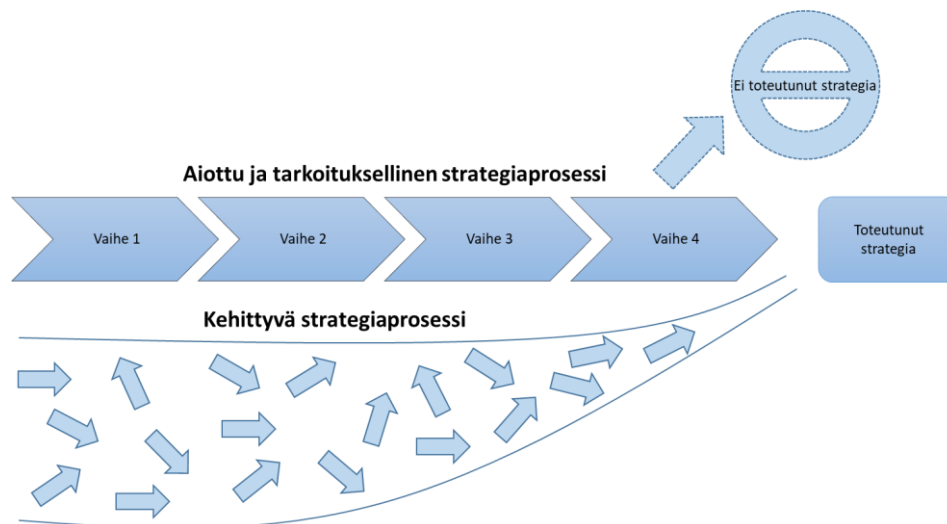 Ei toteutunut strategia
Aiottu ja tarkoituksellinen strategiaprosessi
Vaihe 1
Vaihe 2
Vaihe 3
Vaihe 4
Toteutunut
strategia
Kehittyvä strategiaprosessi